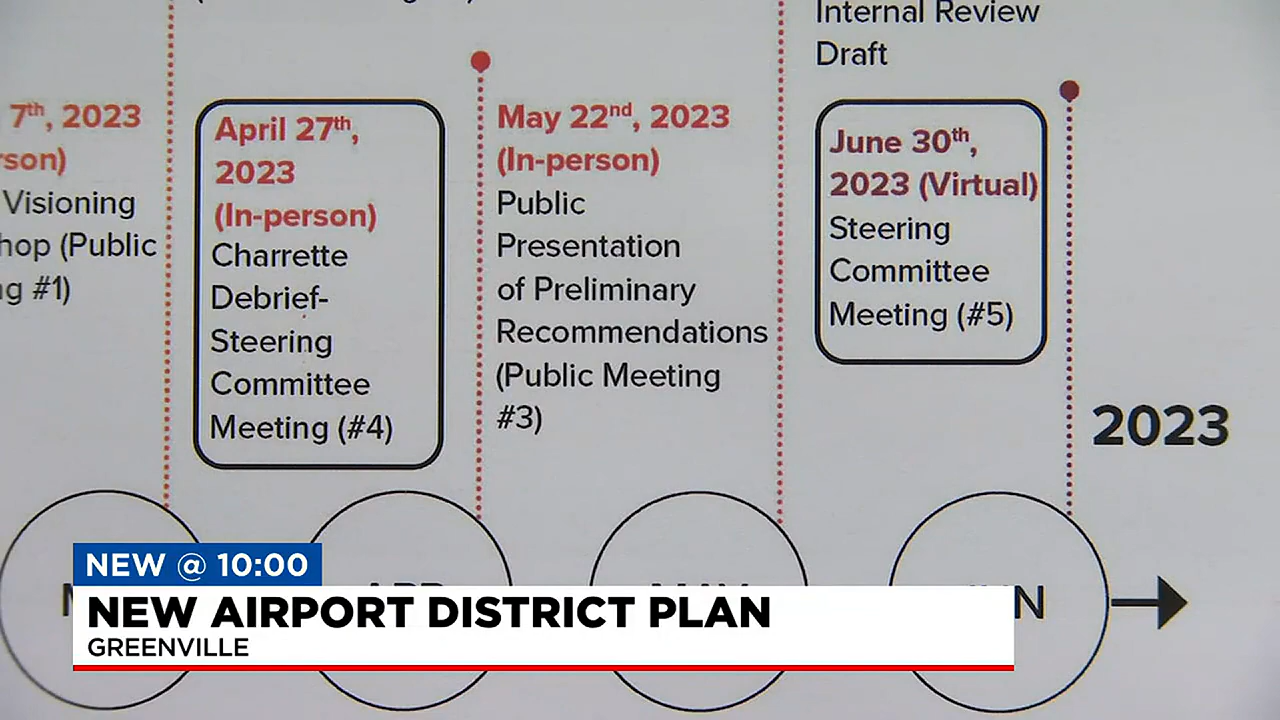 Internal Review
Draft
7th, 2023
Visioning
(Public
#1)
April 27th,
2023
(In-person)
Charrette
Debrief-
Steering
Committee
Meeting (#4)
May 22nd, 2023
(In-person)
Public
Presentation
of Preliminary
Recommendations
(Public Meeting
#3)
June 30th,
2023 (Virtual)
Steering
Committee
Meeting (#5)
2023
NEW @ 10:00
NEW AIRPORT DISTRICT PLAN
GREENVILLE